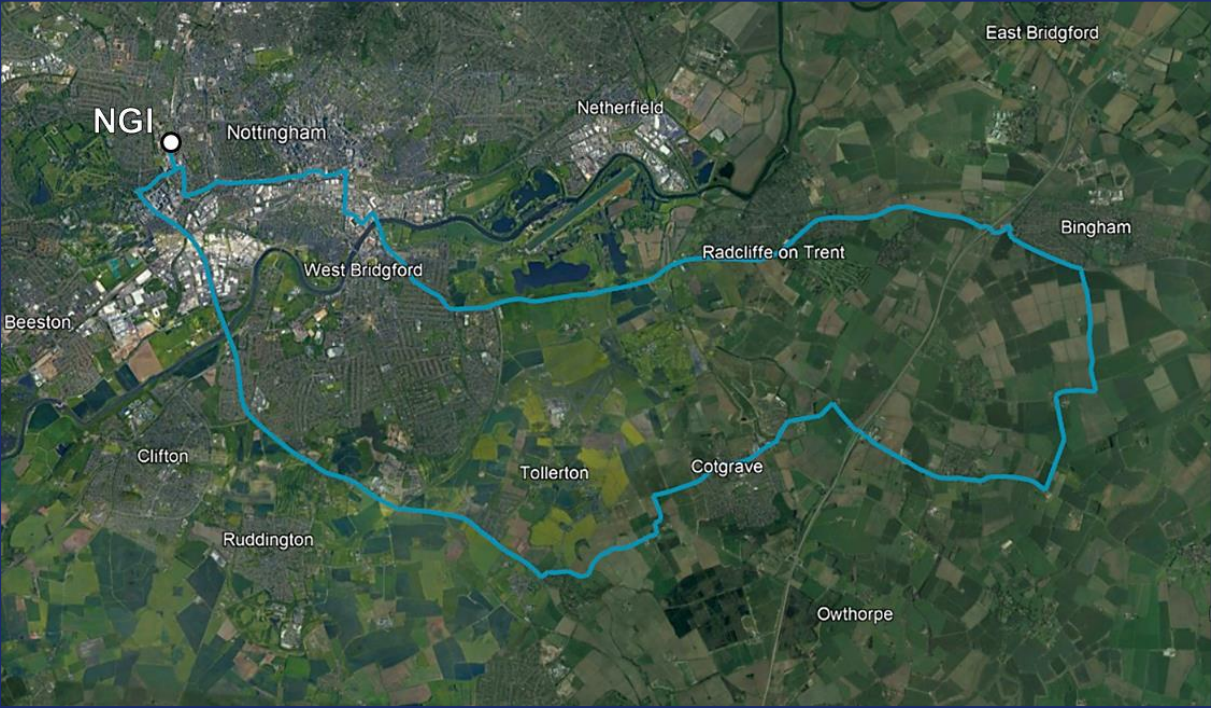 East Bridgford
Netherfield
NGI
Nottingham
Bingham
Radcliffe on Trent
West Bridgford
Beeston
Clifton
Cotgrave
Tollerton
Ruddington
Owthorpe